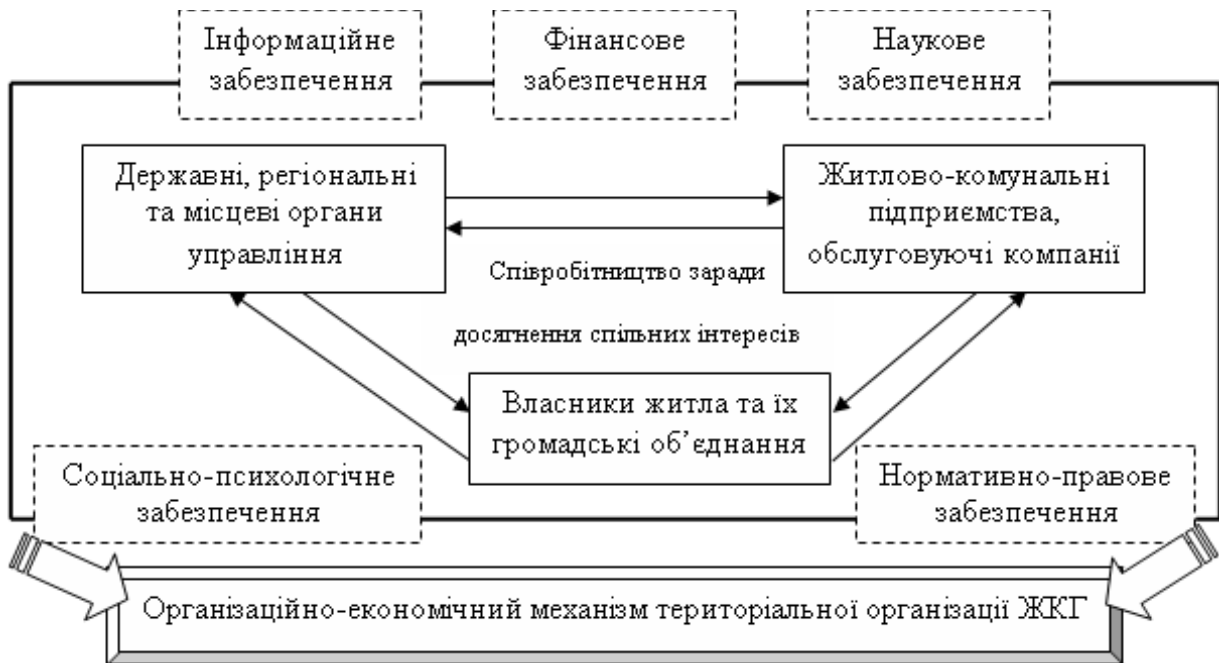 Інформаційне
забезпечення
Фінансове
забезпечення
Наукове
забезпечення
Державні, регіональні
та місцеві органи
управління
Житлово-комунальні
підприємства,
обслуговуючі компанії
Співробітництво заради
досягнення спільних інтересів
Власники житла та їх
громадські об’єднання
Соціально-психологічне
забезпечення
Нормативно-правове
забезпечення
Організаційно-економічний механізм територіальної організації ЖКГ